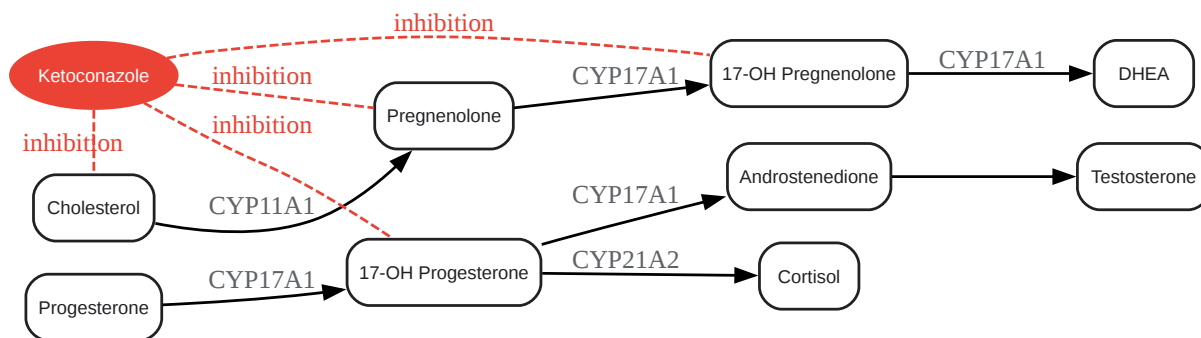 inhibition
Ketoconazole
inhibition
CYP17A1
17-OH Pregnenolone
CYP17A1
DHEA
Pregnenolone
inhibition
inhibition
Cholesterol
CYP11A1
CYP17A1
Androstenedione
Testosterone
Progesterone
CYP17A1
17-OH Progesterone
CYP21A2
Cortisol